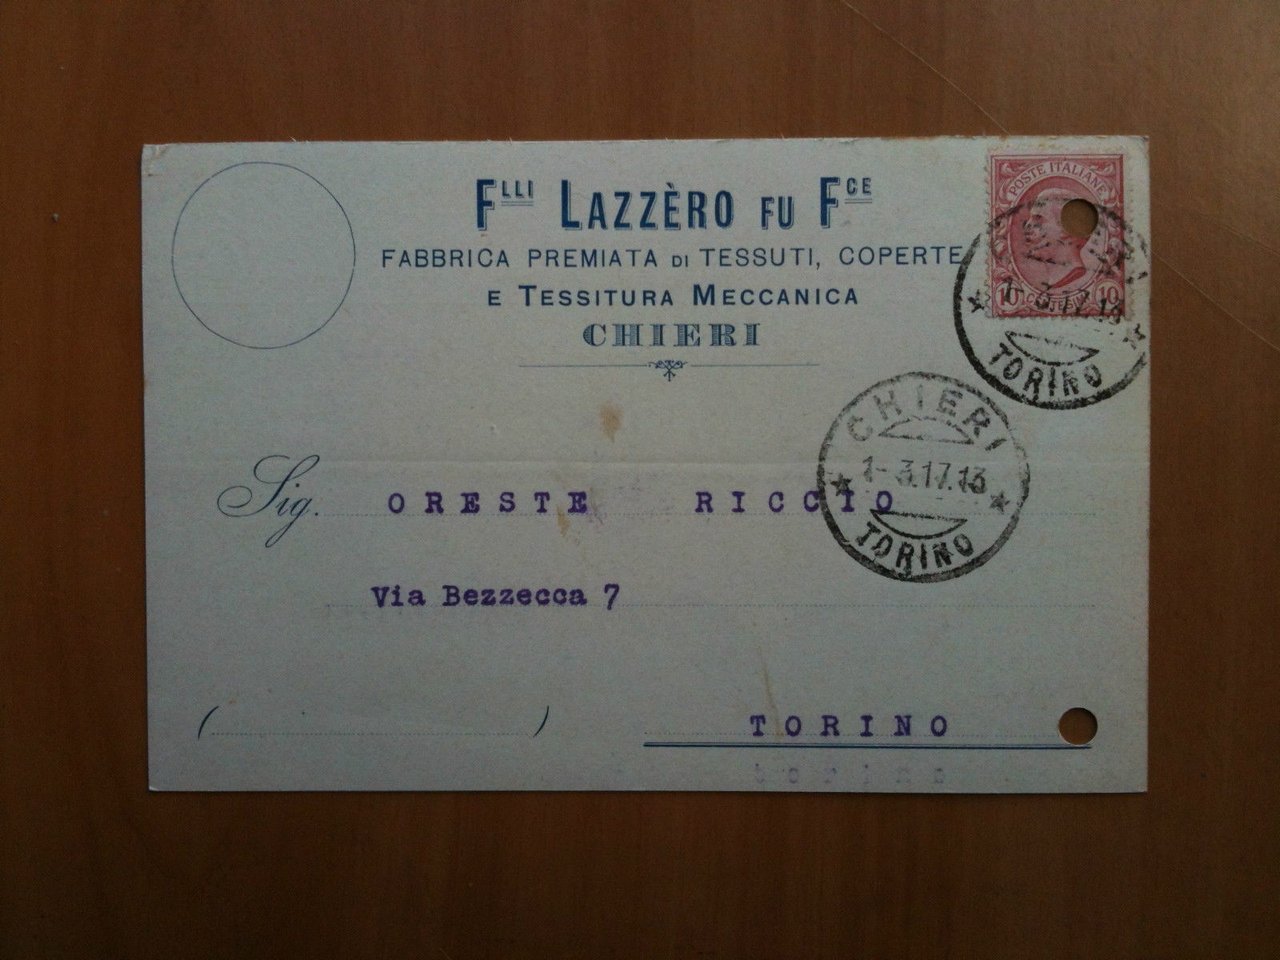 Flli Lazzèro fu Fce
FABBRICA PREMIATA DI TESSUTI, COPERTE
E TESSITURA MECCANICA
CHIERI
POSTE ITALIANE
10 10
1-3.17.13
TORINO
CHIERI
1-3.17.13
TORINO
Sig. ORESTE RICCIO
Via Bezzecca 7
( )
TORINO
torino